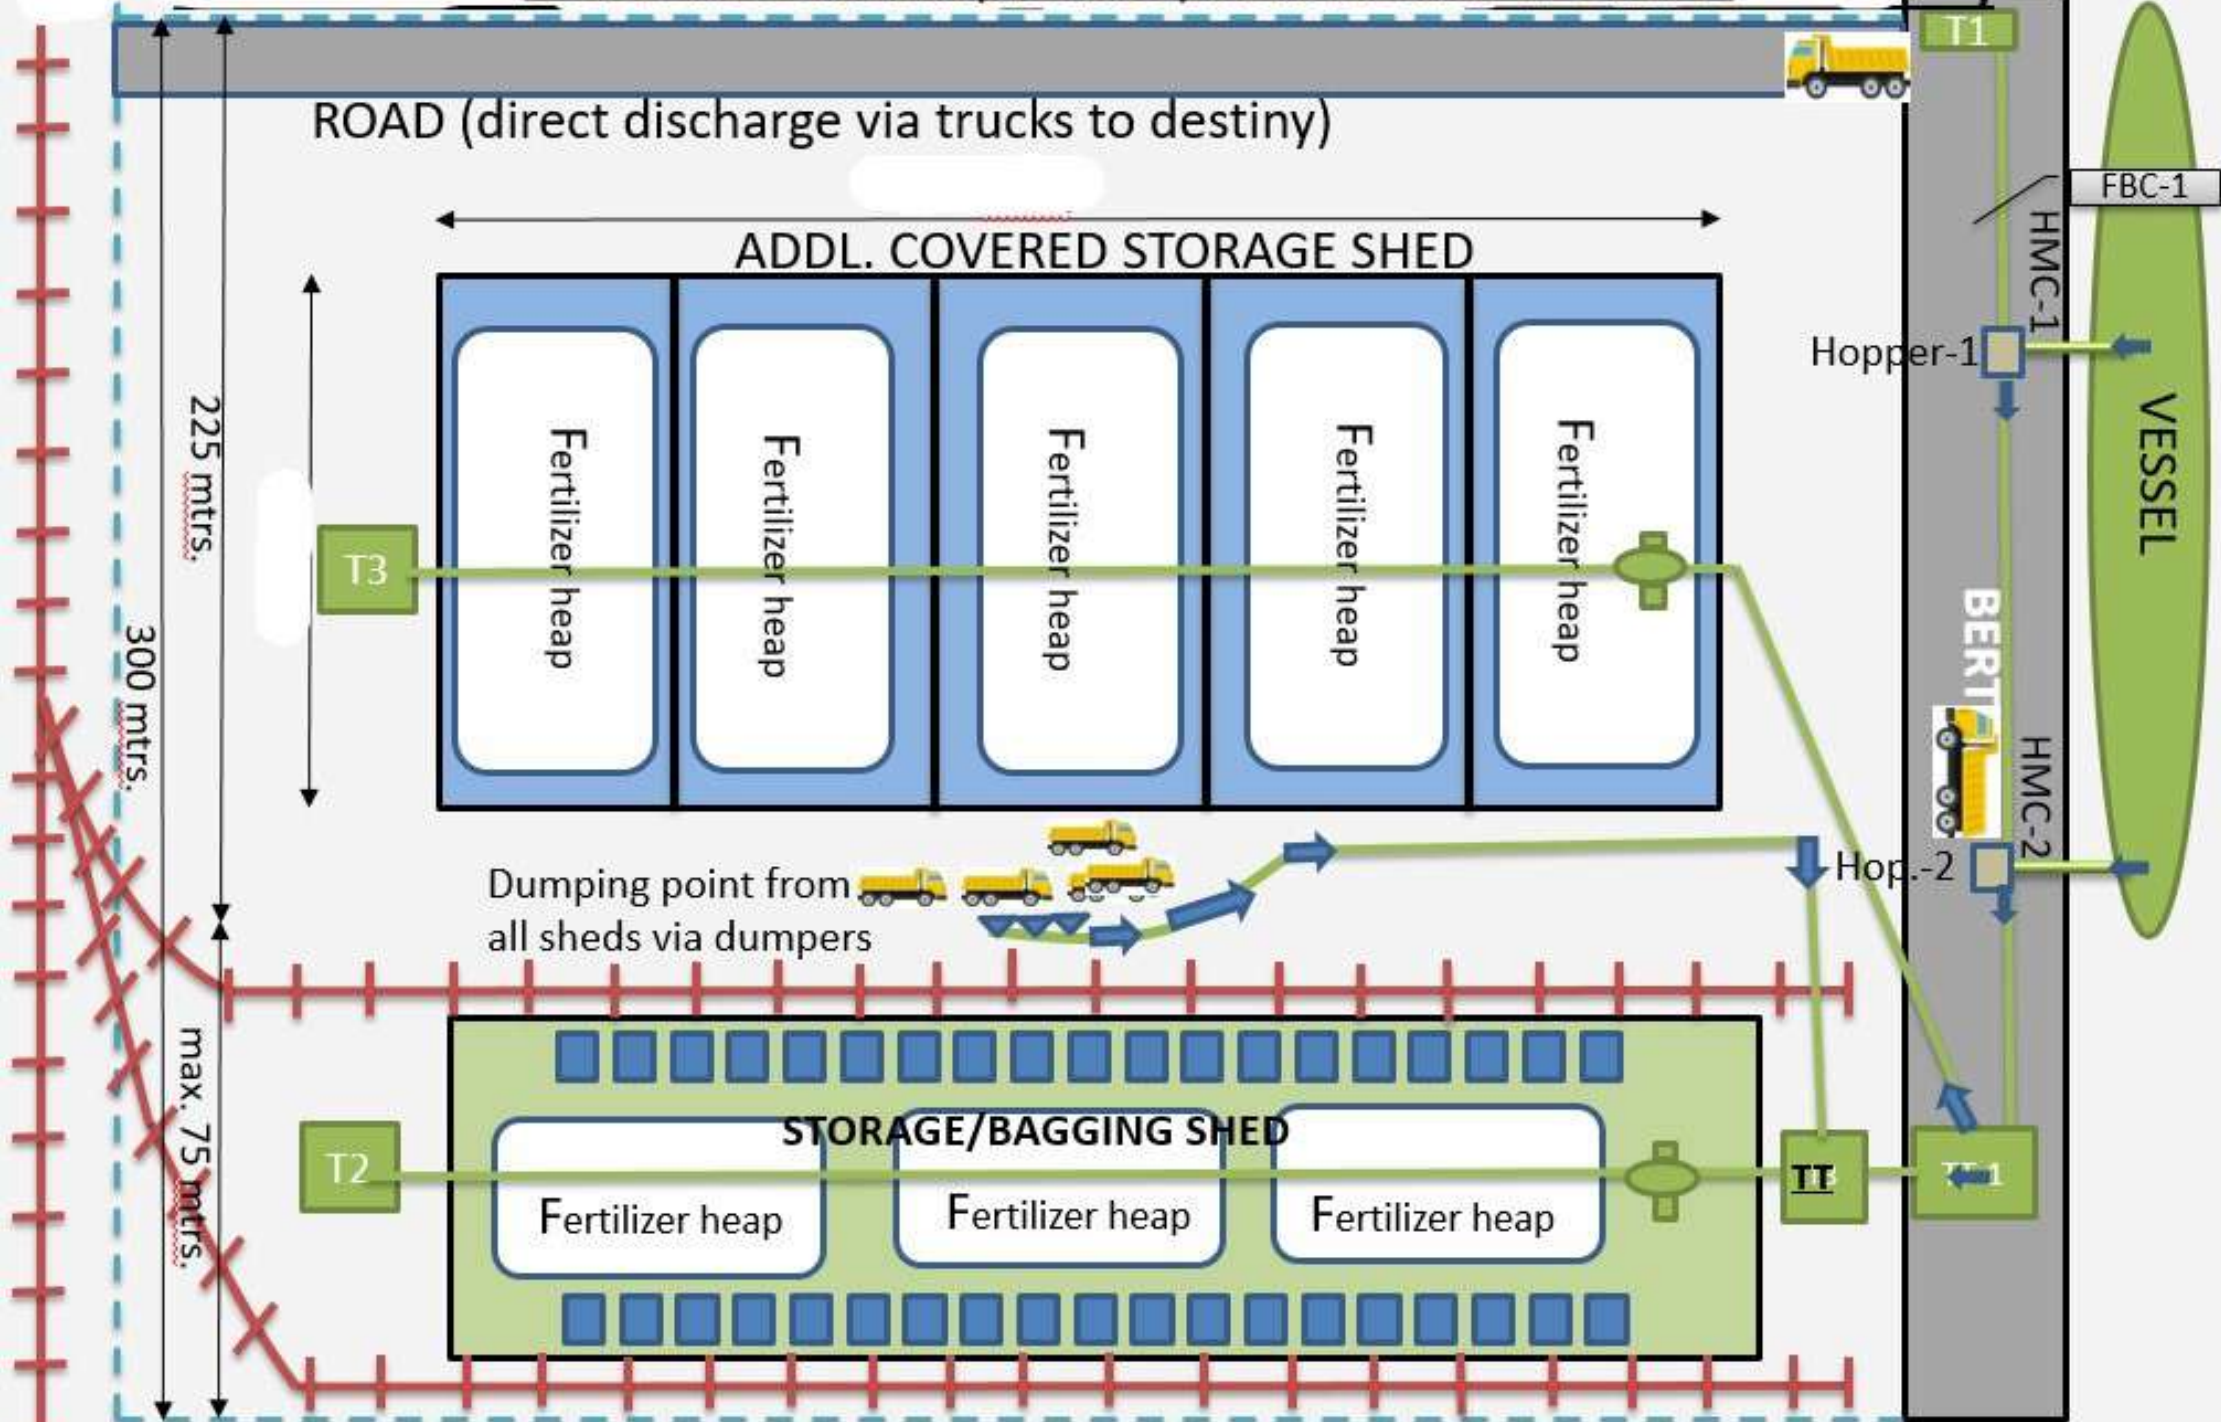 T1
ROAD (direct discharge via trucks to destiny)
FBC-1
HMC-1
ADDL. COVERED STORAGE SHED
Hopper-1
VESSEL
225 mtrs.
Fertilizer heap
Fertilizer heap
Fertilizer heap
Fertilizer heap
Fertilizer heap
T3
300 mtrs.
HMC-2
Hop.-2
Dumping point from
all sheds via dumpers
max. 75 mtrs.
STORAGE/BAGGING SHED
T2
TT
Fertilizer heap
Fertilizer heap
Fertilizer heap